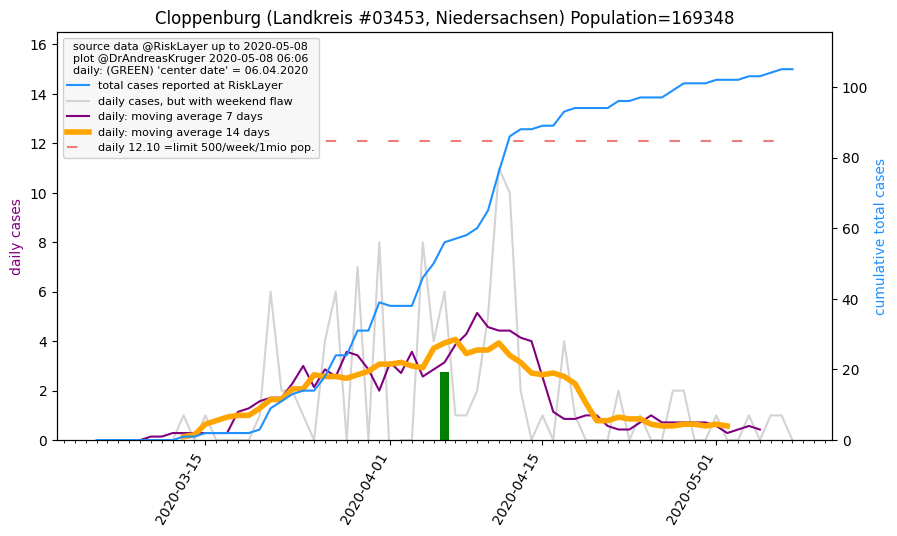 Cloppenburg (Landkreis #03453, Niedersachsen) Population=169348
source data @RiskLayer up to 2020-05-08
plot @DrAndreasKruger 2020-05-08 06:06
daily: (GREEN) 'center date' = 06.04.2020
total cases reported at RiskLayer
daily cases, but with weekend flaw
daily: moving average 7 days
daily: moving average 14 days
daily 12.10 =limit 500/week/1mio pop.
daily cases
16
14
12
10
8
6
4
2
0
cumulative total cases
100
80
60
40
20
0
2020-03-15
2020-04-01
2020-04-15
2020-05-01